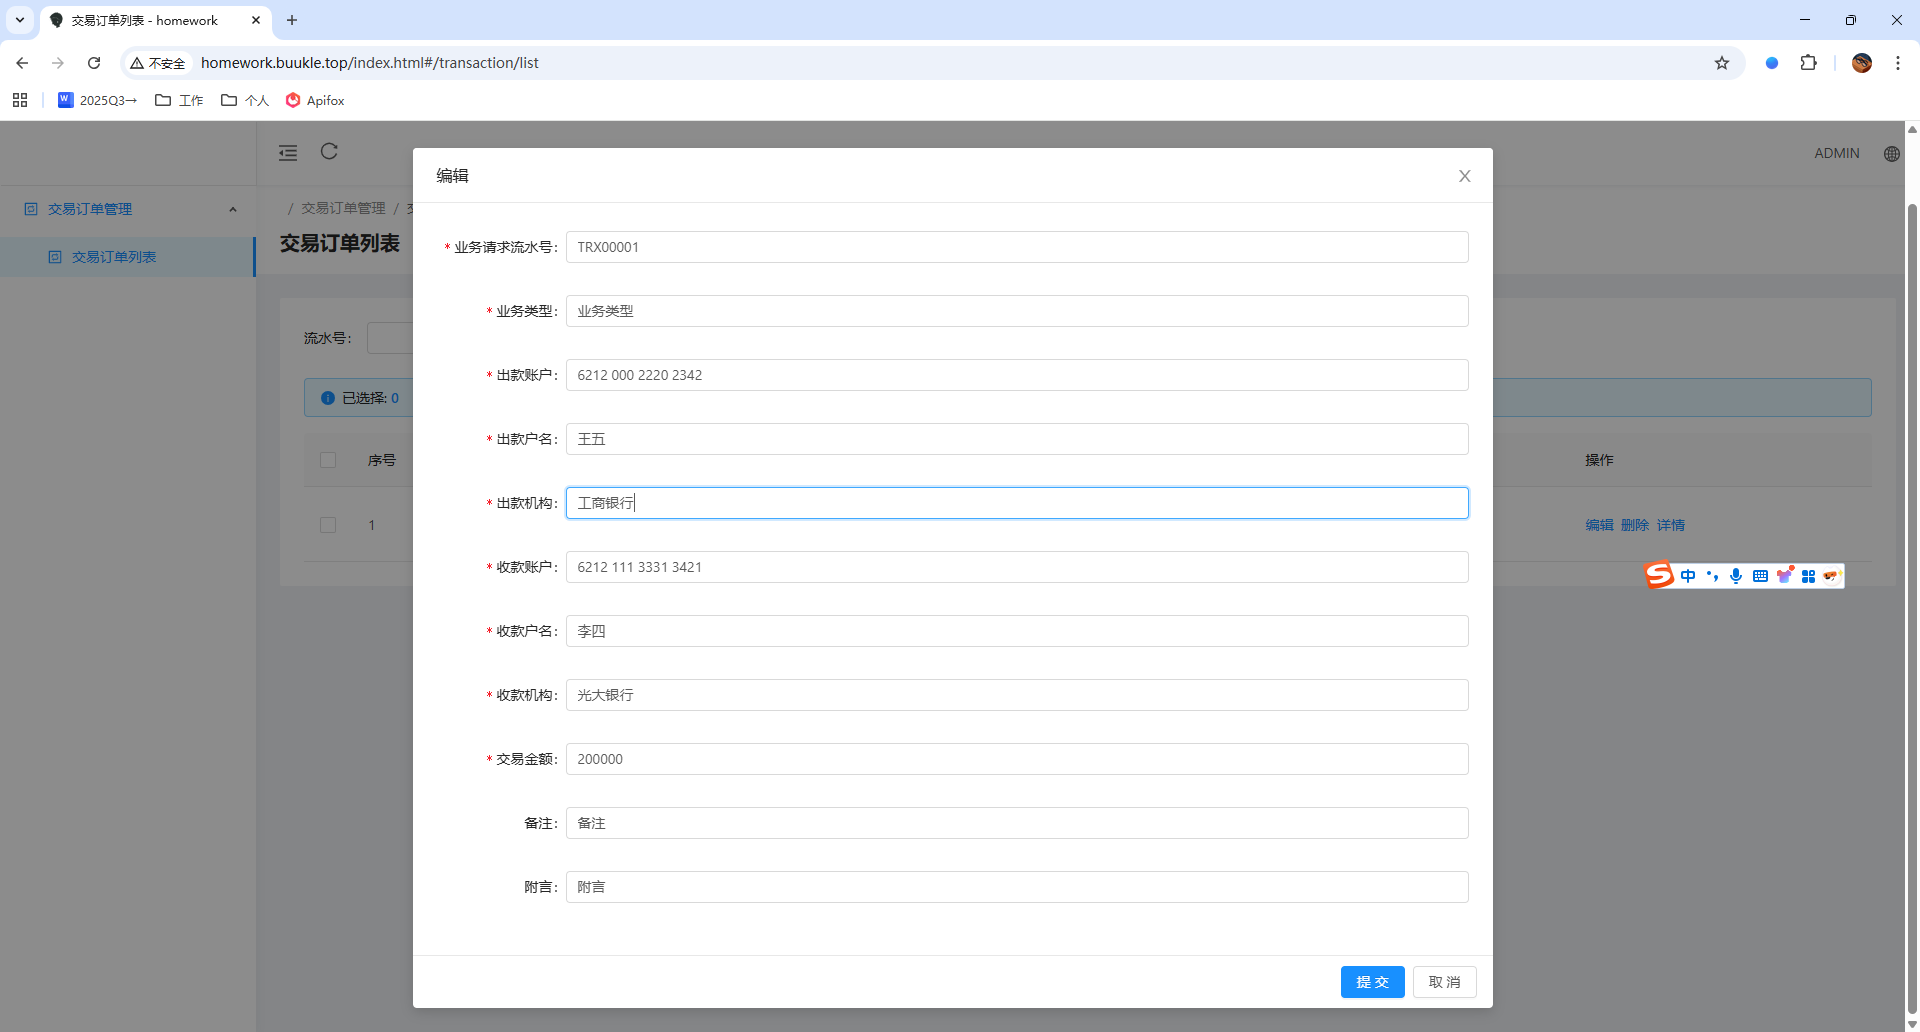 交易订单列表 - homework
不安全
homework.buukle.top/index.html#/transaction/list
2025Q3→
工作
个人
Apifox
ADMIN
交易订单管理
交易订单列表
/ 交易订单管理 /
交易订单列表
流水号:
已选择: 0
序号
操作
1
编辑 删除 详情
编辑
* 业务请求流水号: TRX00001
* 业务类型: 业务类型
* 出款账户: 6212 000 2220 2342
* 出款户名: 王五
* 出款机构: 工商银行
* 收款账户: 6212 111 3331 3421
* 收款户名: 李四
* 收款机构: 光大银行
* 交易金额: 200000
备注: 备注
附言: 附言
提 交
取 消
中